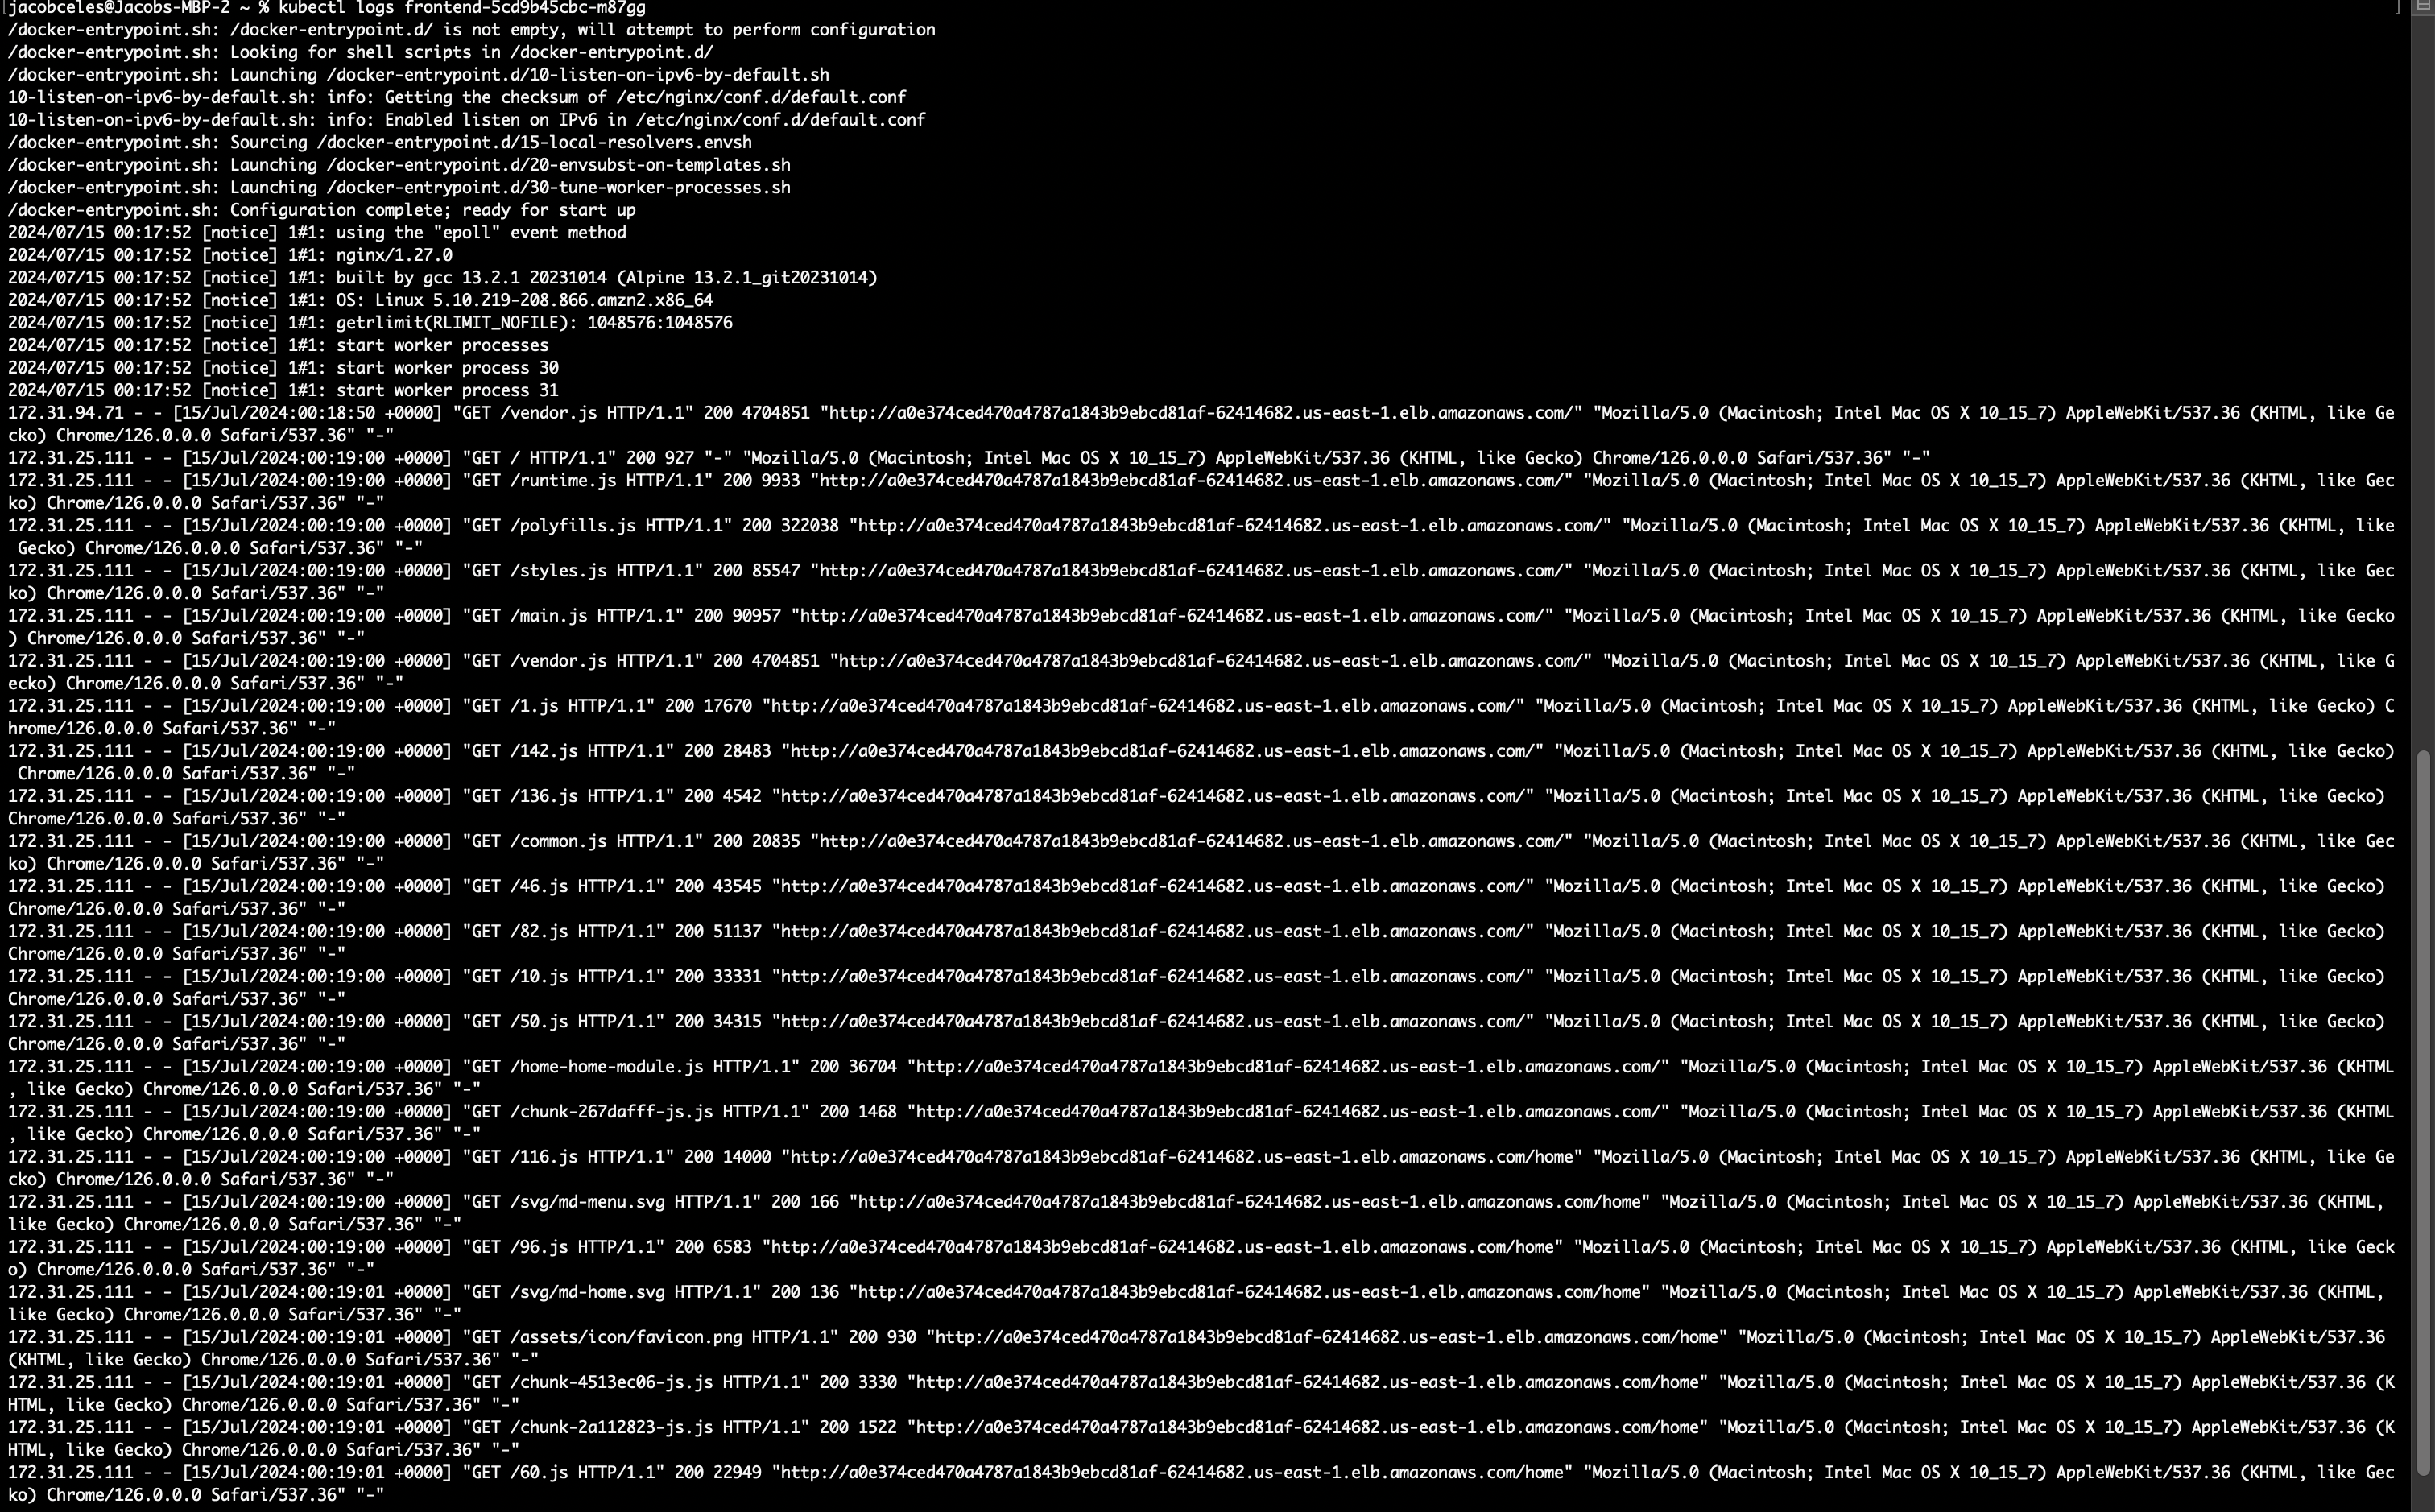 jacobceles@Jacobs-MBP-2 ~ % kubectl logs frontend-5cd9b45cbc-m87gg
/docker-entrypoint.sh: /docker-entrypoint.d/ is not empty, will attempt to perform configuration
/docker-entrypoint.sh: Looking for shell scripts in /docker-entrypoint.d/
/docker-entrypoint.sh: Launching /docker-entrypoint.d/10-listen-on-ipv6-by-default.sh
10-listen-on-ipv6-by-default.sh: info: Getting the checksum of /etc/nginx/conf.d/default.conf
10-listen-on-ipv6-by-default.sh: info: Enabled listen on IPv6 in /etc/nginx/conf.d/default.conf
/docker-entrypoint.sh: Sourcing /docker-entrypoint.d/15-local-resolvers.envsh
/docker-entrypoint.sh: Launching /docker-entrypoint.d/20-envsubst-on-templates.sh
/docker-entrypoint.sh: Launching /docker-entrypoint.d/30-tune-worker-processes.sh
/docker-entrypoint.sh: Configuration complete; ready for start up
2024/07/15 00:17:52 [notice] 1#1: using the "epoll" event method
2024/07/15 00:17:52 [notice] 1#1: nginx/1.27.0
2024/07/15 00:17:52 [notice] 1#1: built by gcc 13.2.1 20231014 (Alpine 13.2.1_git20231014)
2024/07/15 00:17:52 [notice] 1#1: OS: Linux 5.10.219-208.866.amzn2.x86_64
2024/07/15 00:17:52 [notice] 1#1: getrlimit(RLIMIT_NOFILE): 1048576:1048576
2024/07/15 00:17:52 [notice] 1#1: start worker processes
2024/07/15 00:17:52 [notice] 1#1: start worker process 30
2024/07/15 00:17:52 [notice] 1#1: start worker process 31
172.31.94.71 - - [15/Jul/2024:00:18:50 +0000] "GET /vendor.js HTTP/1.1" 200 4704851 "http://a0e374ced470a4787a1843b9ebcd81af-62414682.us-east-1.elb.amazonaws.com/" "Mozilla/5.0 (Macintosh; Intel Mac OS X 10_15_7) AppleWebKit/537.36 (KHTML, like Ge
cko) Chrome/126.0.0.0 Safari/537.36" "-"
172.31.25.111 - - [15/Jul/2024:00:19:00 +0000] "GET / HTTP/1.1" 200 927 "-" "Mozilla/5.0 (Macintosh; Intel Mac OS X 10_15_7) AppleWebKit/537.36 (KHTML, like Gecko) Chrome/126.0.0.0 Safari/537.36" "-"
172.31.25.111 - - [15/Jul/2024:00:19:00 +0000] "GET /runtime.js HTTP/1.1" 200 9933 "http://a0e374ced470a4787a1843b9ebcd81af-62414682.us-east-1.elb.amazonaws.com/" "Mozilla/5.0 (Macintosh; Intel Mac OS X 10_15_7) AppleWebKit/537.36 (KHTML, like Gec
ko) Chrome/126.0.0.0 Safari/537.36" "-"
172.31.25.111 - - [15/Jul/2024:00:19:00 +0000] "GET /polyfills.js HTTP/1.1" 200 322038 "http://a0e374ced470a4787a1843b9ebcd81af-62414682.us-east-1.elb.amazonaws.com/" "Mozilla/5.0 (Macintosh; Intel Mac OS X 10_15_7) AppleWebKit/537.36 (KHTML, like
 Gecko) Chrome/126.0.0.0 Safari/537.36" "-"
172.31.25.111 - - [15/Jul/2024:00:19:00 +0000] "GET /styles.js HTTP/1.1" 200 85547 "http://a0e374ced470a4787a1843b9ebcd81af-62414682.us-east-1.elb.amazonaws.com/" "Mozilla/5.0 (Macintosh; Intel Mac OS X 10_15_7) AppleWebKit/537.36 (KHTML, like Gec
ko) Chrome/126.0.0.0 Safari/537.36" "-"
172.31.25.111 - - [15/Jul/2024:00:19:00 +0000] "GET /main.js HTTP/1.1" 200 90957 "http://a0e374ced470a4787a1843b9ebcd81af-62414682.us-east-1.elb.amazonaws.com/" "Mozilla/5.0 (Macintosh; Intel Mac OS X 10_15_7) AppleWebKit/537.36 (KHTML, like Gecko
) Chrome/126.0.0.0 Safari/537.36" "-"
172.31.25.111 - - [15/Jul/2024:00:19:00 +0000] "GET /vendor.js HTTP/1.1" 200 4704851 "http://a0e374ced470a4787a1843b9ebcd81af-62414682.us-east-1.elb.amazonaws.com/" "Mozilla/5.0 (Macintosh; Intel Mac OS X 10_15_7) AppleWebKit/537.36 (KHTML, like G
ecko) Chrome/126.0.0.0 Safari/537.36" "-"
172.31.25.111 - - [15/Jul/2024:00:19:00 +0000] "GET /1.js HTTP/1.1" 200 17670 "http://a0e374ced470a4787a1843b9ebcd81af-62414682.us-east-1.elb.amazonaws.com/" "Mozilla/5.0 (Macintosh; Intel Mac OS X 10_15_7) AppleWebKit/537.36 (KHTML, like Gecko) C
hrome/126.0.0.0 Safari/537.36" "-"
172.31.25.111 - - [15/Jul/2024:00:19:00 +0000] "GET /142.js HTTP/1.1" 200 28483 "http://a0e374ced470a4787a1843b9ebcd81af-62414682.us-east-1.elb.amazonaws.com/" "Mozilla/5.0 (Macintosh; Intel Mac OS X 10_15_7) AppleWebKit/537.36 (KHTML, like Gecko)
 Chrome/126.0.0.0 Safari/537.36" "-"
172.31.25.111 - - [15/Jul/2024:00:19:00 +0000] "GET /136.js HTTP/1.1" 200 4542 "http://a0e374ced470a4787a1843b9ebcd81af-62414682.us-east-1.elb.amazonaws.com/" "Mozilla/5.0 (Macintosh; Intel Mac OS X 10_15_7) AppleWebKit/537.36 (KHTML, like Gecko)
Chrome/126.0.0.0 Safari/537.36" "-"
172.31.25.111 - - [15/Jul/2024:00:19:00 +0000] "GET /common.js HTTP/1.1" 200 20835 "http://a0e374ced470a4787a1843b9ebcd81af-62414682.us-east-1.elb.amazonaws.com/" "Mozilla/5.0 (Macintosh; Intel Mac OS X 10_15_7) AppleWebKit/537.36 (KHTML, like Gec
ko) Chrome/126.0.0.0 Safari/537.36" "-"
172.31.25.111 - - [15/Jul/2024:00:19:00 +0000] "GET /46.js HTTP/1.1" 200 43545 "http://a0e374ced470a4787a1843b9ebcd81af-62414682.us-east-1.elb.amazonaws.com/" "Mozilla/5.0 (Macintosh; Intel Mac OS X 10_15_7) AppleWebKit/537.36 (KHTML, like Gecko)
Chrome/126.0.0.0 Safari/537.36" "-"
172.31.25.111 - - [15/Jul/2024:00:19:00 +0000] "GET /82.js HTTP/1.1" 200 51137 "http://a0e374ced470a4787a1843b9ebcd81af-62414682.us-east-1.elb.amazonaws.com/" "Mozilla/5.0 (Macintosh; Intel Mac OS X 10_15_7) AppleWebKit/537.36 (KHTML, like Gecko)
Chrome/126.0.0.0 Safari/537.36" "-"
172.31.25.111 - - [15/Jul/2024:00:19:00 +0000] "GET /10.js HTTP/1.1" 200 33331 "http://a0e374ced470a4787a1843b9ebcd81af-62414682.us-east-1.elb.amazonaws.com/" "Mozilla/5.0 (Macintosh; Intel Mac OS X 10_15_7) AppleWebKit/537.36 (KHTML, like Gecko)
Chrome/126.0.0.0 Safari/537.36" "-"
172.31.25.111 - - [15/Jul/2024:00:19:00 +0000] "GET /50.js HTTP/1.1" 200 34315 "http://a0e374ced470a4787a1843b9ebcd81af-62414682.us-east-1.elb.amazonaws.com/" "Mozilla/5.0 (Macintosh; Intel Mac OS X 10_15_7) AppleWebKit/537.36 (KHTML, like Gecko)
Chrome/126.0.0.0 Safari/537.36" "-"
172.31.25.111 - - [15/Jul/2024:00:19:00 +0000] "GET /home-home-module.js HTTP/1.1" 200 36704 "http://a0e374ced470a4787a1843b9ebcd81af-62414682.us-east-1.elb.amazonaws.com/" "Mozilla/5.0 (Macintosh; Intel Mac OS X 10_15_7) AppleWebKit/537.36 (KHTML
, like Gecko) Chrome/126.0.0.0 Safari/537.36" "-"
172.31.25.111 - - [15/Jul/2024:00:19:00 +0000] "GET /chunk-267dafff-js.js HTTP/1.1" 200 1468 "http://a0e374ced470a4787a1843b9ebcd81af-62414682.us-east-1.elb.amazonaws.com/" "Mozilla/5.0 (Macintosh; Intel Mac OS X 10_15_7) AppleWebKit/537.36 (KHTML
, like Gecko) Chrome/126.0.0.0 Safari/537.36" "-"
172.31.25.111 - - [15/Jul/2024:00:19:00 +0000] "GET /116.js HTTP/1.1" 200 14000 "http://a0e374ced470a4787a1843b9ebcd81af-62414682.us-east-1.elb.amazonaws.com/home" "Mozilla/5.0 (Macintosh; Intel Mac OS X 10_15_7) AppleWebKit/537.36 (KHTML, like Ge
cko) Chrome/126.0.0.0 Safari/537.36" "-"
172.31.25.111 - - [15/Jul/2024:00:19:00 +0000] "GET /svg/md-menu.svg HTTP/1.1" 200 166 "http://a0e374ced470a4787a1843b9ebcd81af-62414682.us-east-1.elb.amazonaws.com/home" "Mozilla/5.0 (Macintosh; Intel Mac OS X 10_15_7) AppleWebKit/537.36 (KHTML,
like Gecko) Chrome/126.0.0.0 Safari/537.36" "-"
172.31.25.111 - - [15/Jul/2024:00:19:00 +0000] "GET /96.js HTTP/1.1" 200 6583 "http://a0e374ced470a4787a1843b9ebcd81af-62414682.us-east-1.elb.amazonaws.com/home" "Mozilla/5.0 (Macintosh; Intel Mac OS X 10_15_7) AppleWebKit/537.36 (KHTML, like Geck
o) Chrome/126.0.0.0 Safari/537.36" "-"
172.31.25.111 - - [15/Jul/2024:00:19:01 +0000] "GET /svg/md-home.svg HTTP/1.1" 200 136 "http://a0e374ced470a4787a1843b9ebcd81af-62414682.us-east-1.elb.amazonaws.com/home" "Mozilla/5.0 (Macintosh; Intel Mac OS X 10_15_7) AppleWebKit/537.36 (KHTML,
like Gecko) Chrome/126.0.0.0 Safari/537.36" "-"
172.31.25.111 - - [15/Jul/2024:00:19:01 +0000] "GET /assets/icon/favicon.png HTTP/1.1" 200 930 "http://a0e374ced470a4787a1843b9ebcd81af-62414682.us-east-1.elb.amazonaws.com/home" "Mozilla/5.0 (Macintosh; Intel Mac OS X 10_15_7) AppleWebKit/537.36
(KHTML, like Gecko) Chrome/126.0.0.0 Safari/537.36" "-"
172.31.25.111 - - [15/Jul/2024:00:19:01 +0000] "GET /chunk-4513ec06-js.js HTTP/1.1" 200 3330 "http://a0e374ced470a4787a1843b9ebcd81af-62414682.us-east-1.elb.amazonaws.com/home" "Mozilla/5.0 (Macintosh; Intel Mac OS X 10_15_7) AppleWebKit/537.36 (K
HTML, like Gecko) Chrome/126.0.0.0 Safari/537.36" "-"
172.31.25.111 - - [15/Jul/2024:00:19:01 +0000] "GET /chunk-2a112823-js.js HTTP/1.1" 200 1522 "http://a0e374ced470a4787a1843b9ebcd81af-62414682.us-east-1.elb.amazonaws.com/home" "Mozilla/5.0 (Macintosh; Intel Mac OS X 10_15_7) AppleWebKit/537.36 (K
HTML, like Gecko) Chrome/126.0.0.0 Safari/537.36" "-"
172.31.25.111 - - [15/Jul/2024:00:19:01 +0000] "GET /60.js HTTP/1.1" 200 22949 "http://a0e374ced470a4787a1843b9ebcd81af-62414682.us-east-1.elb.amazonaws.com/home" "Mozilla/5.0 (Macintosh; Intel Mac OS X 10_15_7) AppleWebKit/537.36 (KHTML, like Gec
ko) Chrome/126.0.0.0 Safari/537.36" "-"